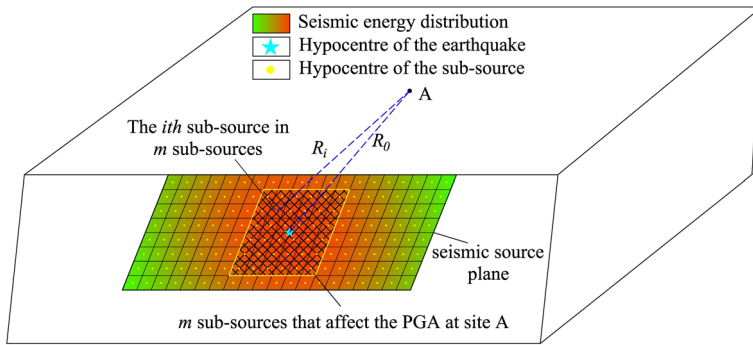 Seismic energy distribution
Hypocentre of the earthquake
Hypocentre of the sub-source
A
The ith sub-source in
m sub-sources
Ri
R0
seismic source
plane
m sub-sources that affect the PGA at site A